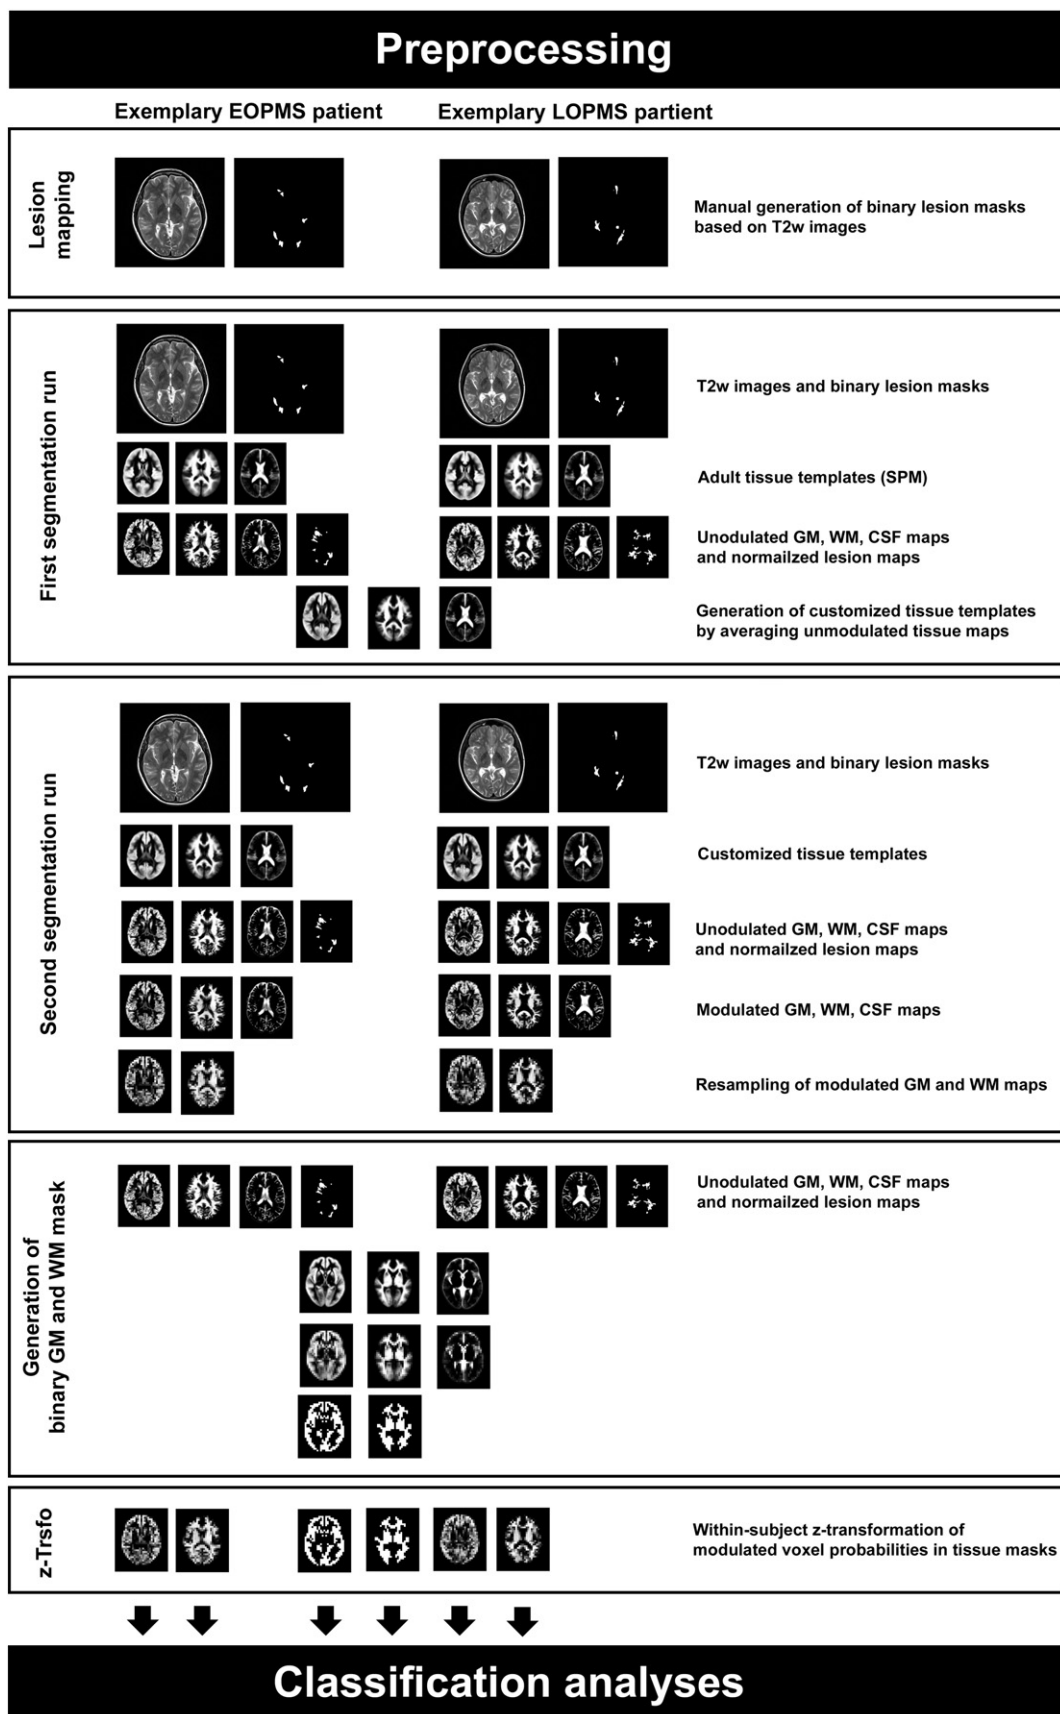 Preprocessing
Exemplary EOPMS patient
Exemplary LOPMS partient
Lesion
mapping
Manual generation of binary lesion masks
based on T2w images
First segmentation run
T2w images and binary lesion masks
Adult tissue templates (SPM)
Unodulated GM, WM, CSF maps
and normailzed lesion maps
Generation of customized tissue templates
by averaging unmodulated tissue maps
Second segmentation run
T2w images and binary lesion masks
Customized tissue templates
Unodulated GM, WM, CSF maps
and normailzed lesion maps
Modulated GM, WM, CSF maps
Resampling of modulated GM and WM maps
Generation of
binary GM and WM mask
Unodulated GM, WM, CSF maps
and normailzed lesion maps
z-Trsfo
Within-subject z-transformation of
modulated voxel probabilities in tissue masks
Classification analyses